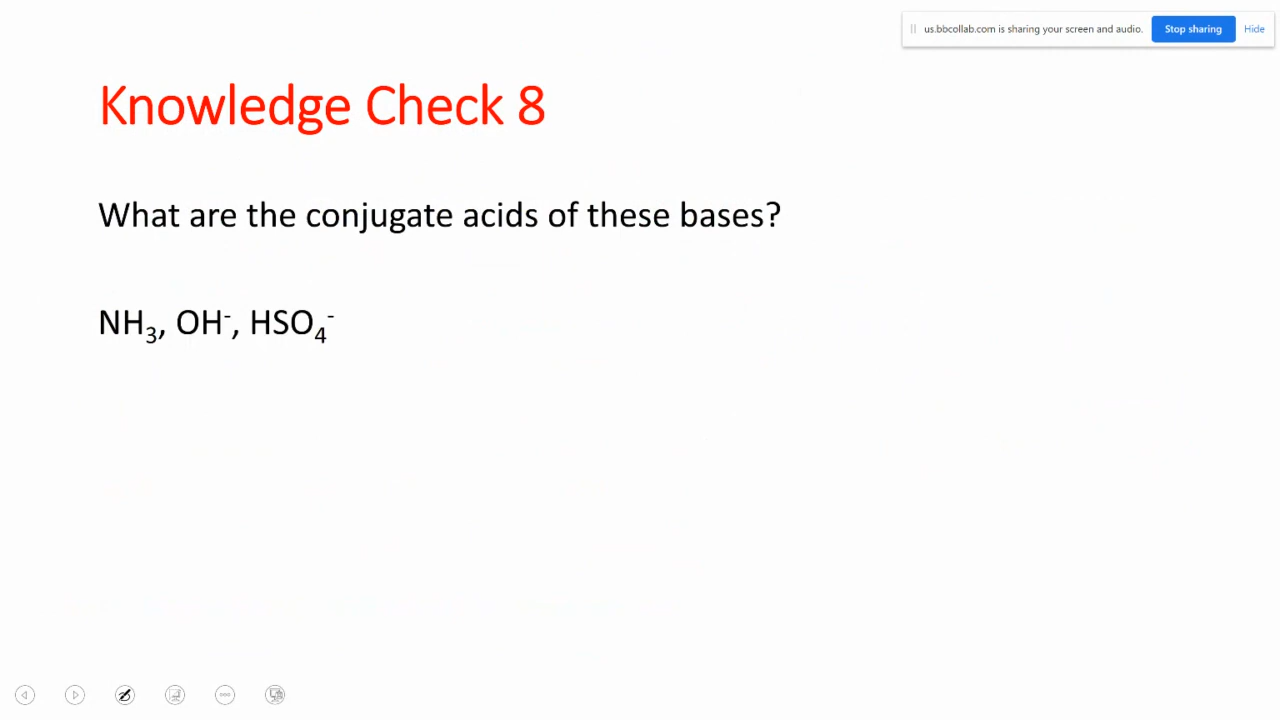 us.bbcollab.com is sharing your screen and audio. Stop sharing Hide
Knowledge Check 8
What are the conjugate acids of these bases?
NH₃, OH⁻, HSO₄⁻